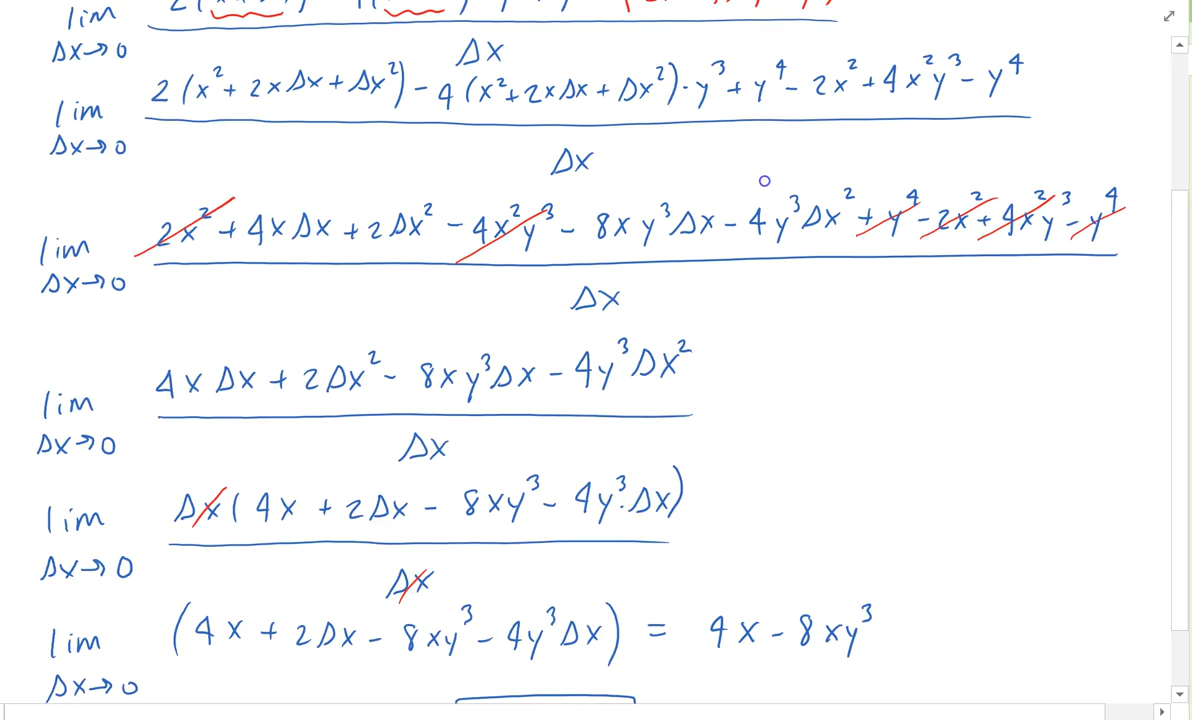 lim
Δx→0
Δx
lim 2(x² + 2xΔx + Δx²) - 4(x² + 2xΔx + Δx²)·y³ + y⁴ - 2x² + 4x²y³ - y⁴
Δx→0
Δx
lim 2x² + 4xΔx + 2Δx² - 4x²y³ - 8xy³Δx - 4y³Δx² + y⁴ - 2x² + 4x²y³ - y⁴
Δx→0
Δx
lim 4xΔx + 2Δx² - 8xy³Δx - 4y³Δx²
Δx→0
Δx
lim Δx(4x + 2Δx - 8xy³ - 4y³·Δx)
Δx→0
Δx
lim (4x + 2Δx - 8xy³ - 4y³Δx) = 4x - 8xy³
Δx→0